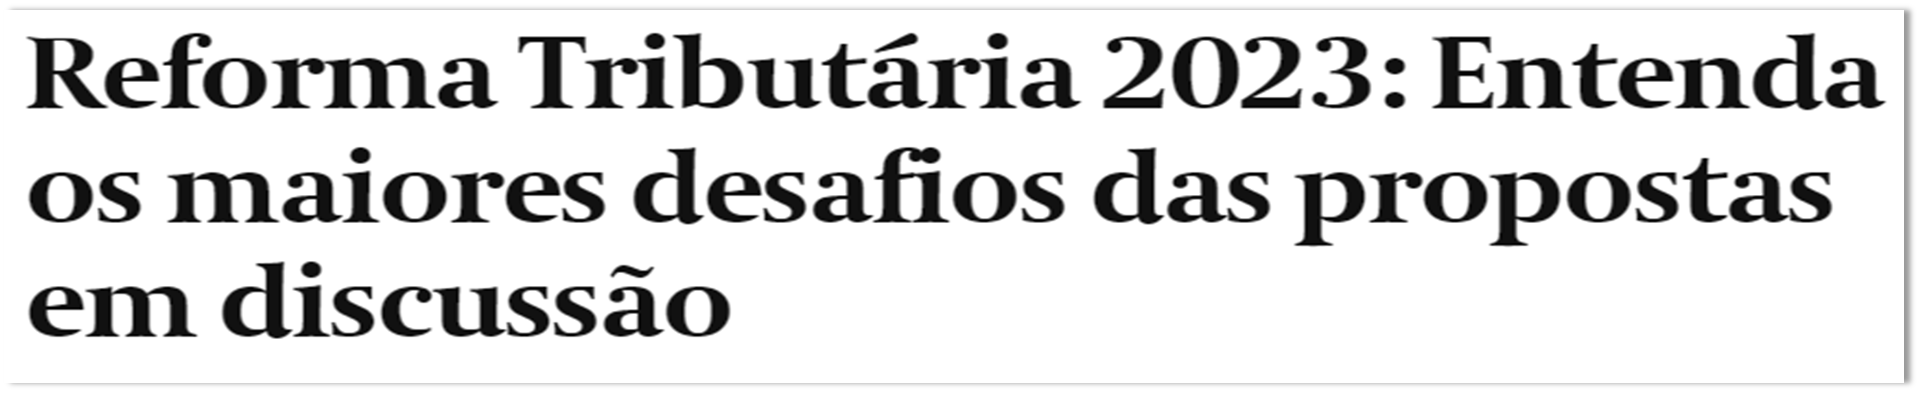 Reforma Tributária 2023: Entenda
os maiores desafios das propostas
em discussão